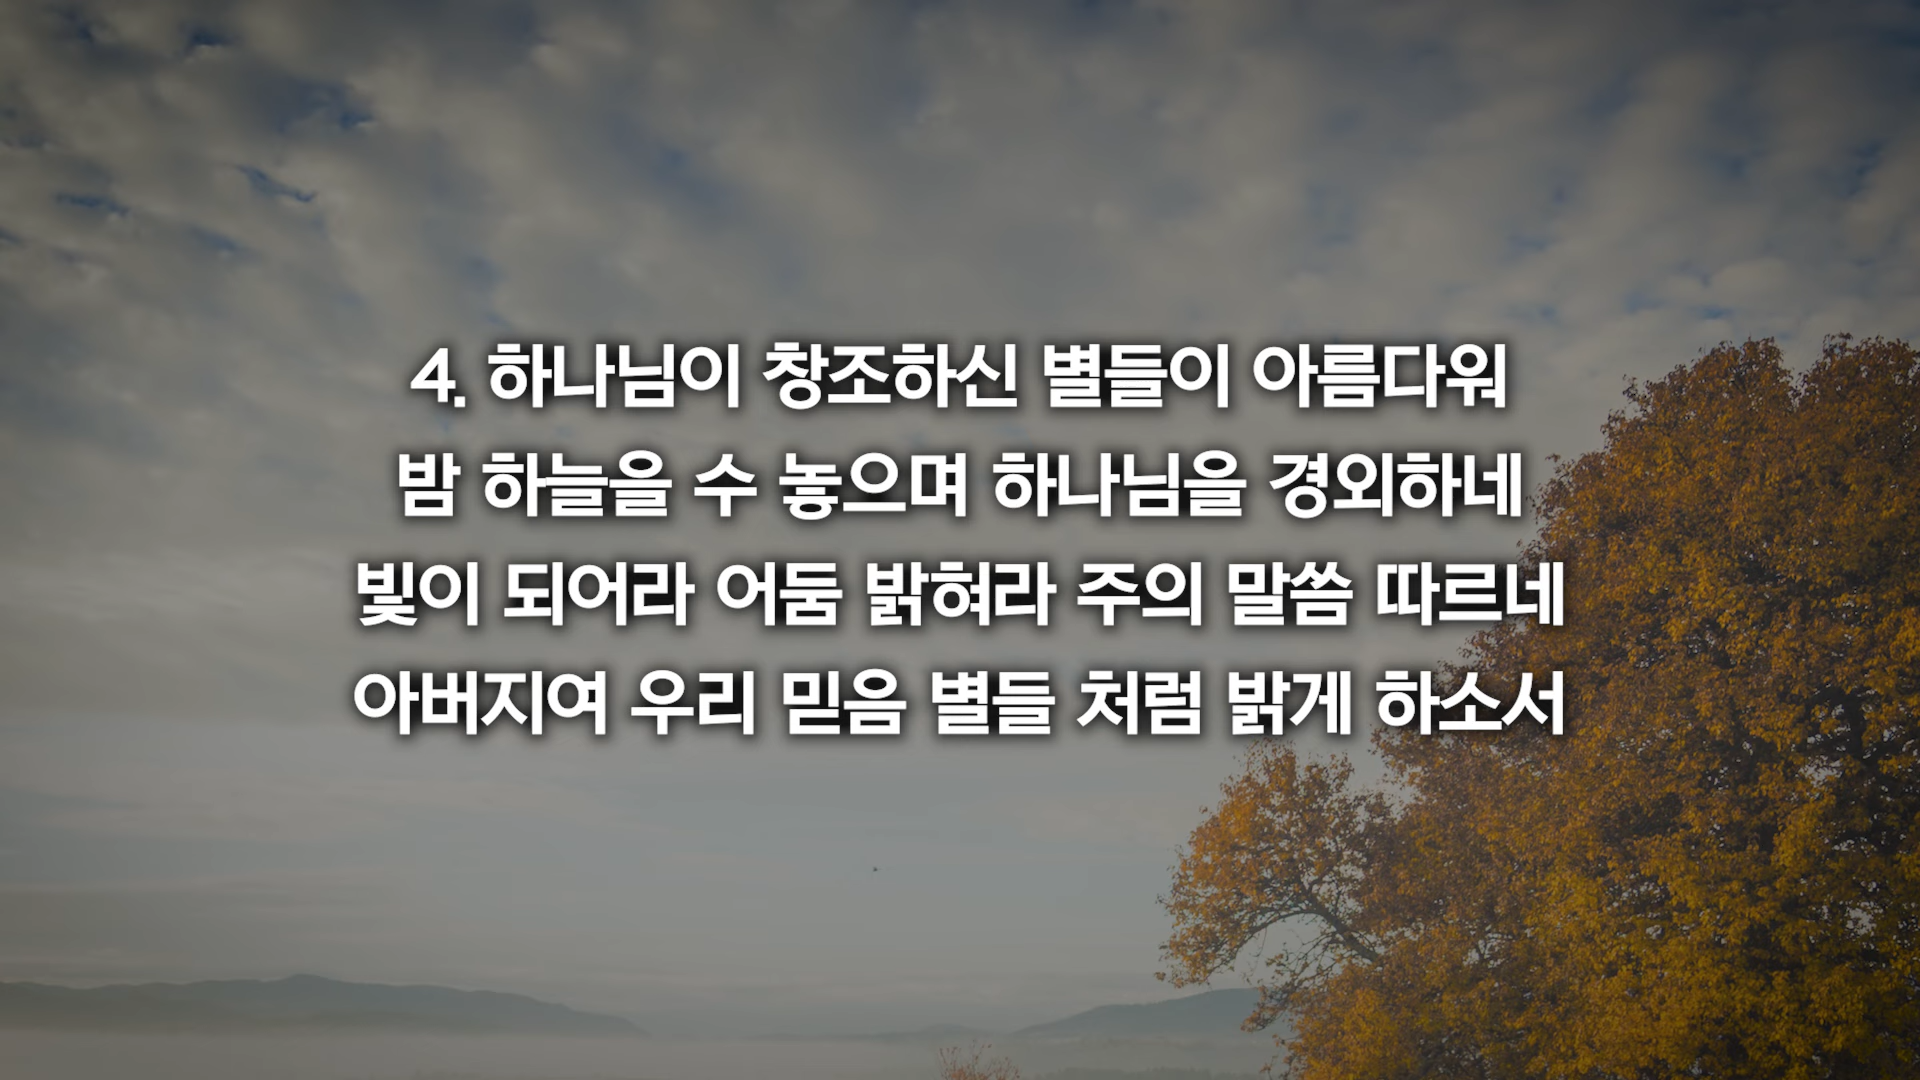 4. 하나님이 창조하신 별들이 아름다워
밤 하늘을 수 놓으며 하나님을 경외하네
빛이 되어라 어둠 밝혀라 주의 말씀 따르네
아버지여 우리 믿음 별들 처럼 밝게 하소서